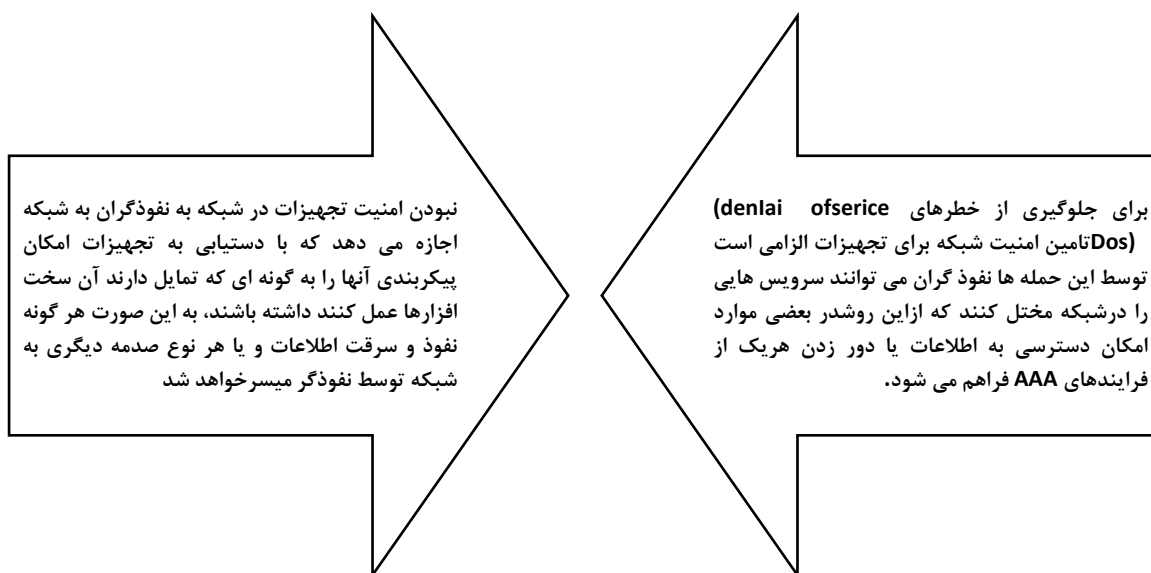 برای جلوگیری از خطرهای denlai ofserice)
Dos)تامین امنیت شبکه برای تجهیزات الزامی است
توسط این حمله ها نفوذ گران می توانند سرویس هایی
را درشبکه مختل کنند که ازاین روشدر بعضی موارد
امکان دسترسی به اطلاعات یا دور زدن هریک از
فرایندهای AAA فراهم می شود.
نبودن امنیت تجهیزات در شبکه به نفوذگران به شبکه
اجازه می دهد که با دستیابی به تجهیزات امکان
پیکربندی آنها را به گونه ای که تمایل دارند آن سخت
افزارها عمل کنند داشته باشند، به این صورت هر گونه
نفوذ و سرقت اطلاعات و یا هر نوع صدمه دیگری به
شبکه توسط نفوذگر میسرخواهد شد